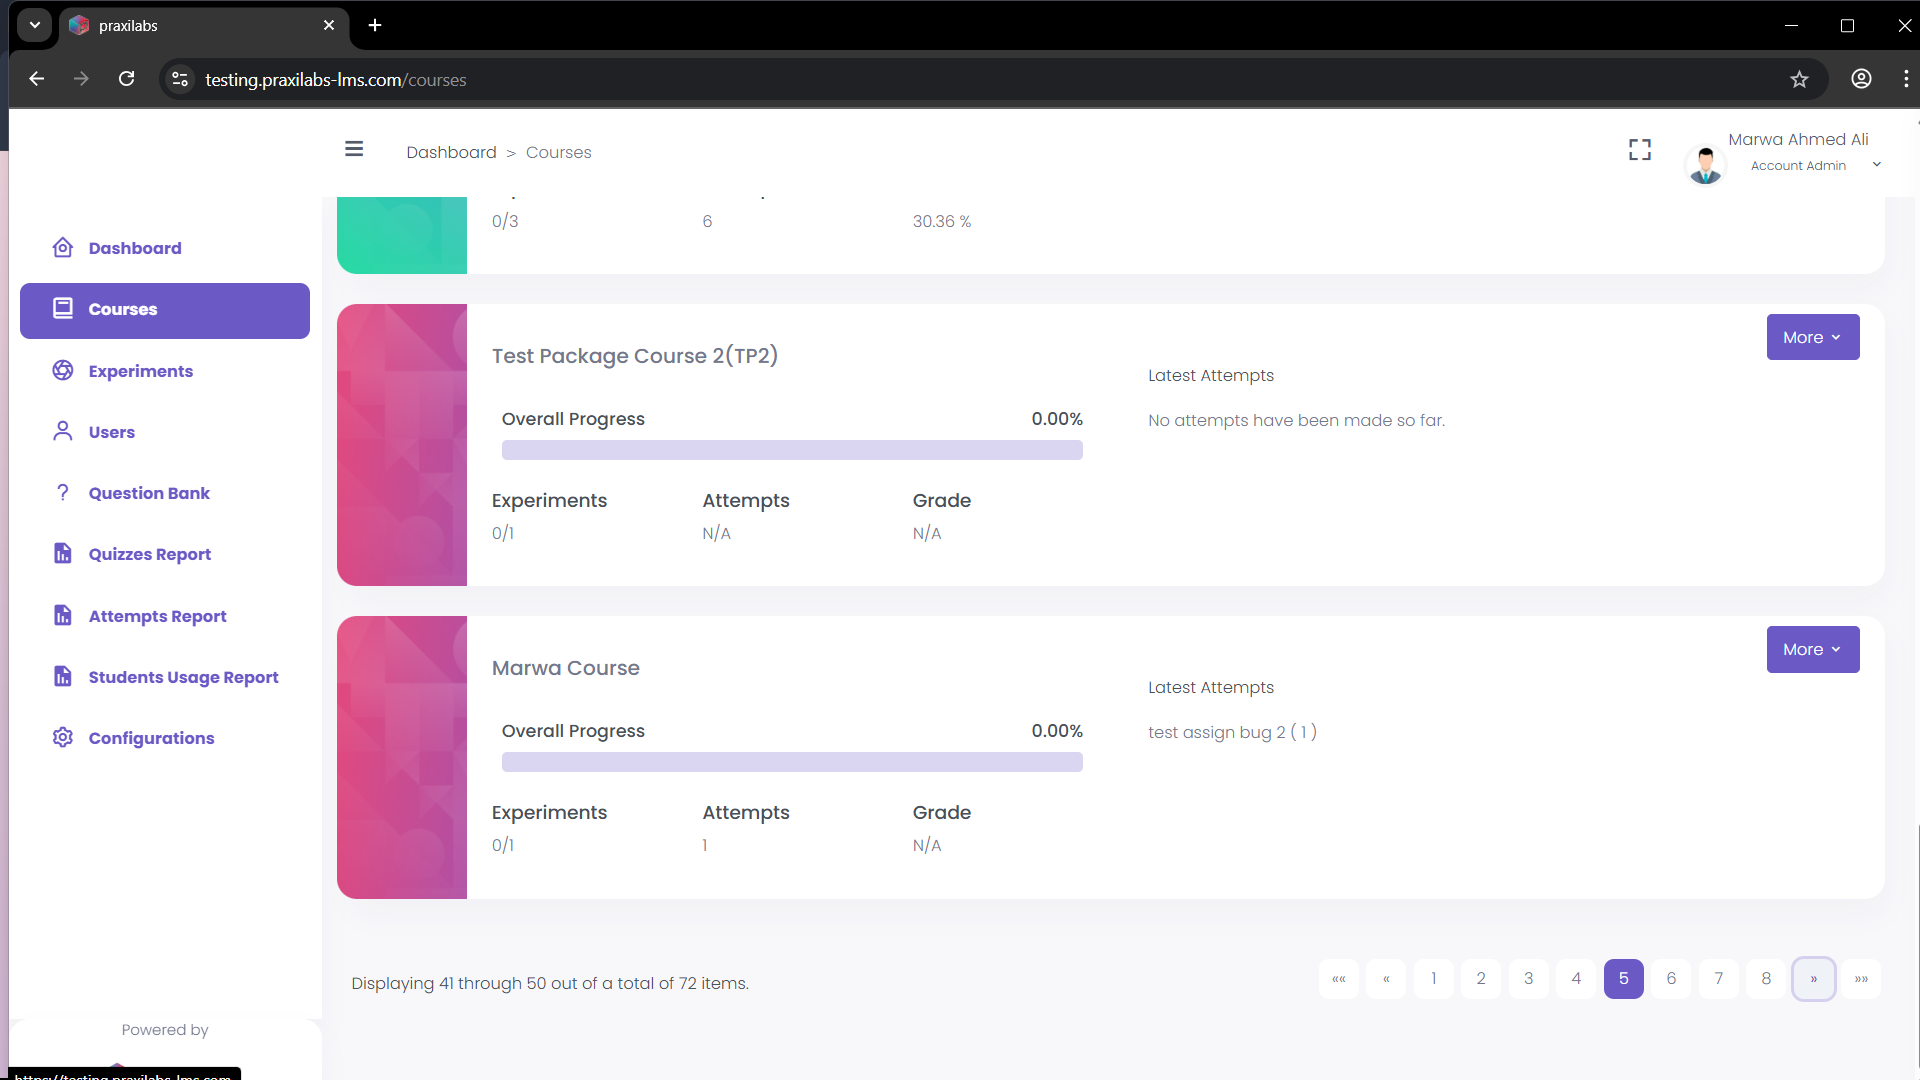 praxilabs
testing.praxilabs-lms.com/courses
Dashboard > Courses
Marwa Ahmed Ali
Account Admin
Dashboard
Courses
Experiments
Users
Question Bank
Quizzes Report
Attempts Report
Students Usage Report
Configurations
Powered by
0/3 6 30.36 %
Test Package Course 2(TP2)
More
Overall Progress 0.00%
Experiments Attempts Grade
0/1 N/A N/A
Latest Attempts
No attempts have been made so far.
Marwa Course
More
Overall Progress 0.00%
Experiments Attempts Grade
0/1 1 N/A
Latest Attempts
test assign bug 2 ( 1 )
Displaying 41 through 50 out of a total of 72 items.
«« « 1 2 3 4 5 6 7 8 » »»
https://testing.praxilabs-lms.com